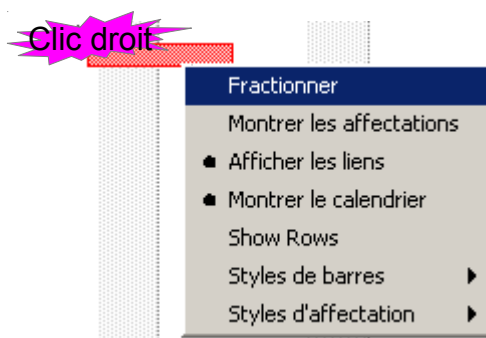 Clic droit
Fractionner
Montrer les affectations
Afficher les liens
Montrer le calendrier
Show Rows
Styles de barres
Styles d'affectation